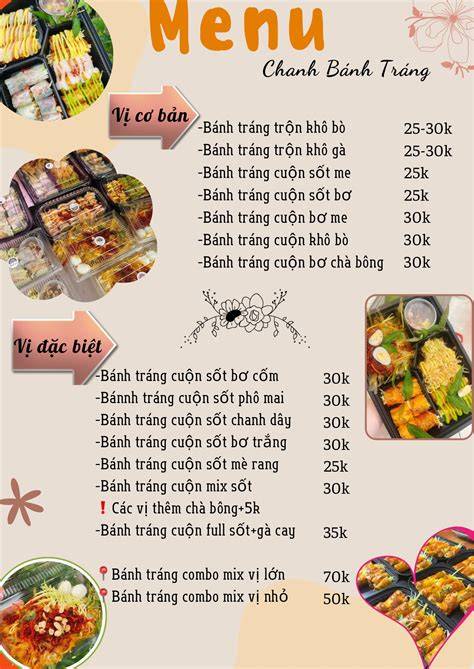 Menu
Chanh Bánh Tráng
Vị cơ bản
-Bánh tráng trộn khô bò 25-30k
-Bánh tráng trộn khô gà 25-30k
-Bánh tráng cuộn sốt me 25k
-Bánh tráng cuộn sốt bơ 25k
-Bánh tráng cuộn bơ me 30k
-Bánh tráng cuộn khô bò 30k
-Bánh tráng cuộn bơ chà bông 30k
Vị đặc biệt
-Bánh tráng cuộn sốt bơ cốm 30k
-Bánnh tráng cuộn sốt phô mai 30k
-Bánh tráng cuộn sốt chanh dây 30k
-Bánh tráng cuộn sốt bơ trắng 30k
-Bánh tráng cuộn sốt mè rang 25k
-Bánh tráng cuộn mix sốt 30k
❗Các vị thêm chà bông+5k
-Bánh tráng cuộn full sốt+gà cay 35k
📍Bánh tráng combo mix vị lớn 70k
📍Bánh tráng combo mix vị nhỏ 50k